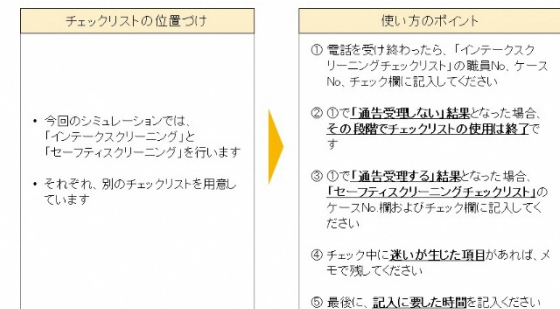 チェックリストの位置づけ
• 今回のシミュレーションでは、
「インテークスクリーニング」と
「セーフティスクリーニング」を行います
• それぞれ、別のチェックリストを用意し
ています
使い方のポイント
① 電話を受け終わったら、「インテークスク
リーニングチェックリスト」の職員No、ケース
No、チェック欄に記入してください
② ①で「通告受理しない」結果となった場合、
その段階でチェックリストの使用は終了で
す
③ ①で「通告受理する」結果となった場合、
「セーフティスクリーニングチェックリスト」の
ケースNo.欄およびチェック欄に記入してく
ださい
④ チェック中に迷いが生じた項目があれば、メ
モで残してください
⑤ 最後に、記入に要した時間を記入ください